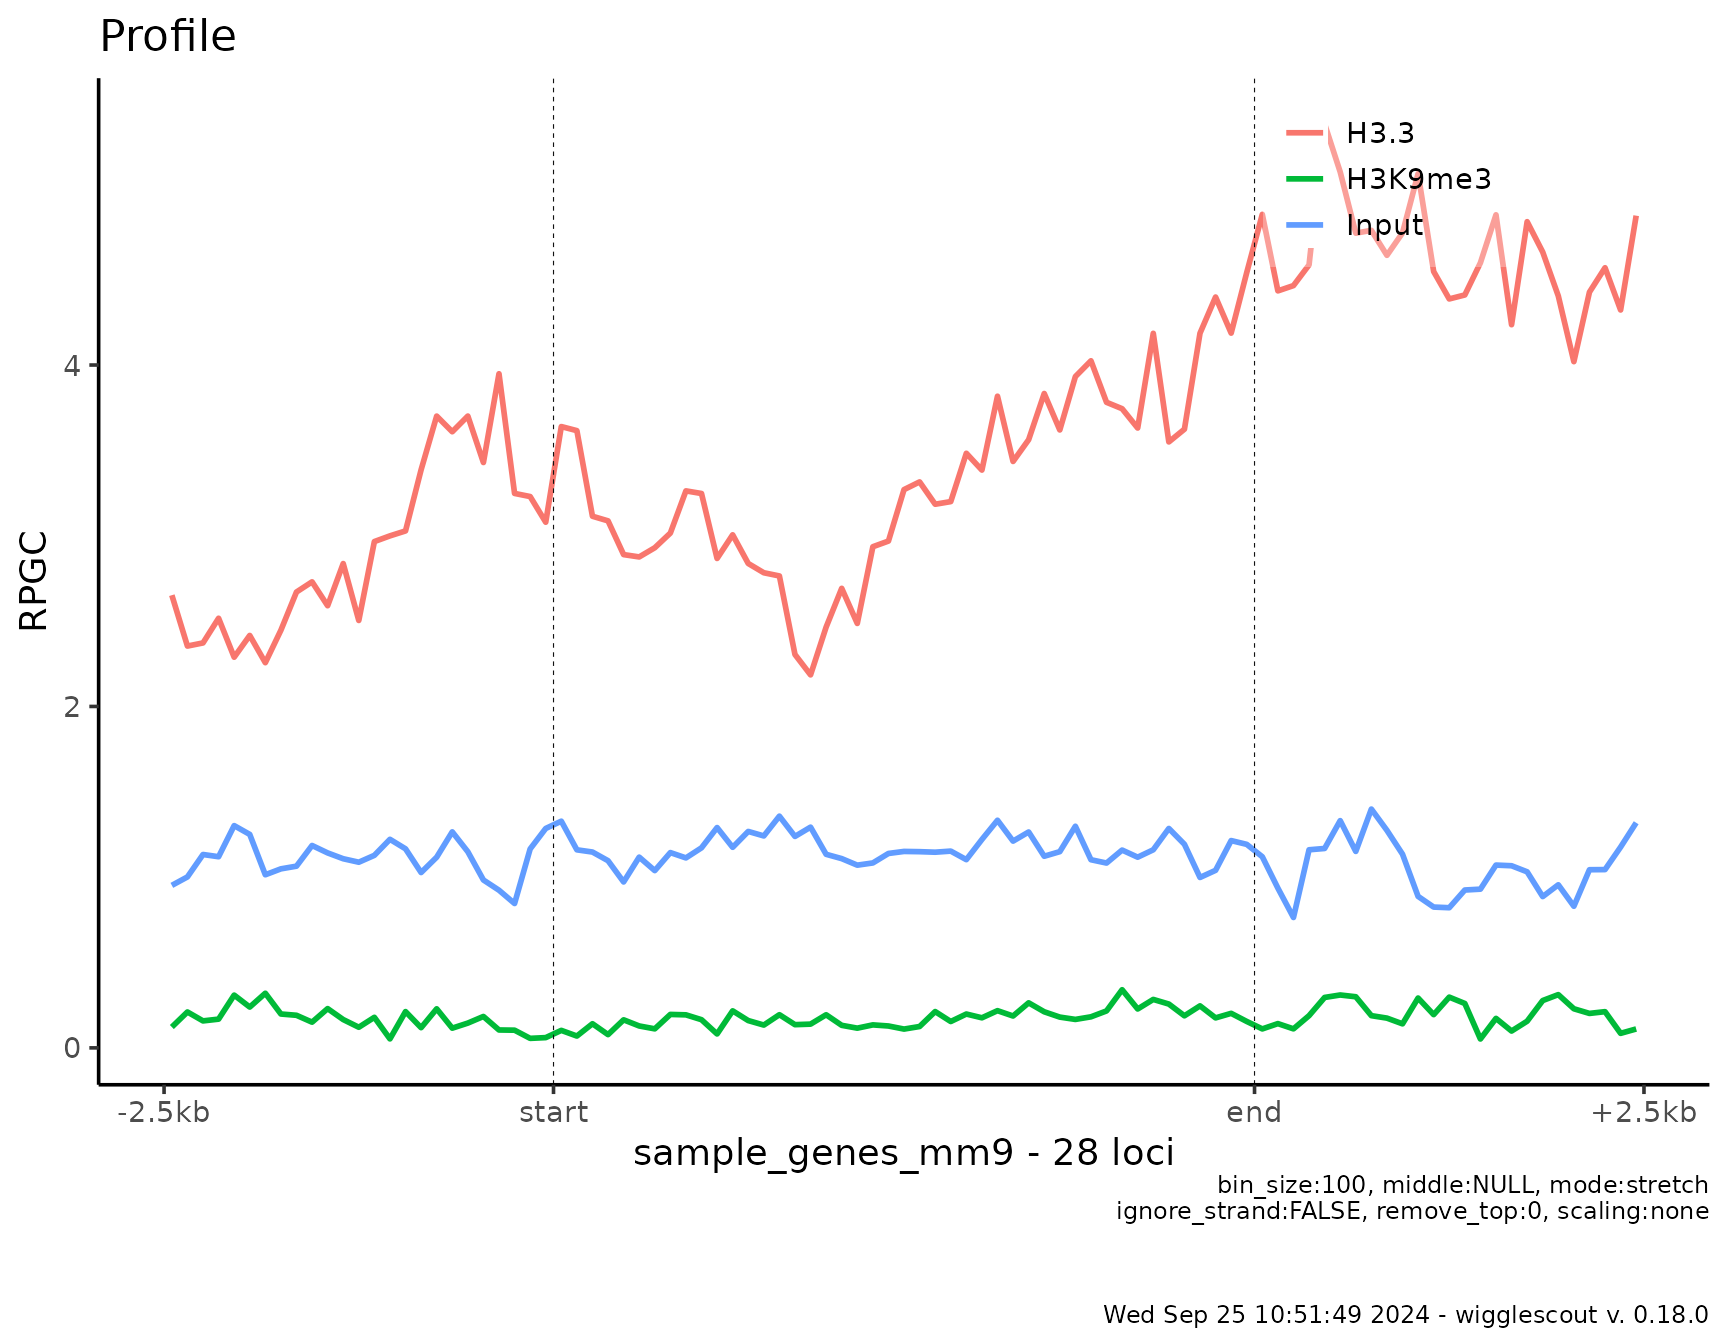 Profile
H3.3
H3K9me3
Input
RPGC
4
2
0
-2.5kb
start
end
+2.5kb
sample_genes_mm9 - 28 loci
bin_size:100, middle:NULL, mode:stretch
ignore_strand:FALSE, remove_top:0, scaling:none
Wed Sep 25 10:51:49 2024 - wigglescout v. 0.18.0